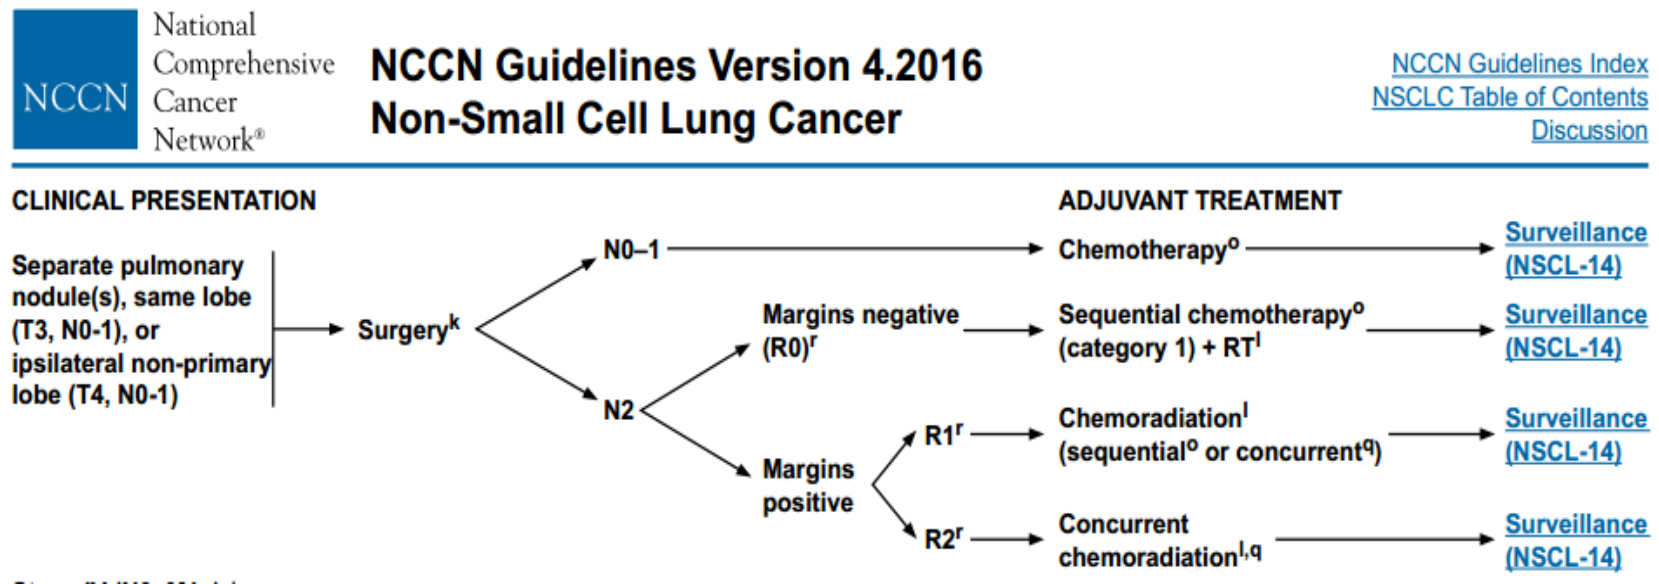 NCCN
National
Comprehensive
Cancer
Network®
NCCN Guidelines Version 4.2016
Non-Small Cell Lung Cancer
NCCN Guidelines Index
NSCLC Table of Contents
Discussion
CLINICAL PRESENTATION
ADJUVANT TREATMENT
Separate pulmonary
nodule(s), same lobe
(T3, N0-1), or
ipsilateral non-primary
lobe (T4, N0-1)
Surgeryᵏ
N0–1
Chemotherapyᵒ
Surveillance
(NSCL-14)
N2
Margins negative
(R0)ʳ
Sequential chemotherapyᵒ
(category 1) + RTˡ
Surveillance
(NSCL-14)
Margins
positive
R1ʳ
Chemoradiationˡ
(sequentialᵒ or concurrentq)
Surveillance
(NSCL-14)
R2ʳ
Concurrent
chemoradiationˡ,q
Surveillance
(NSCL-14)